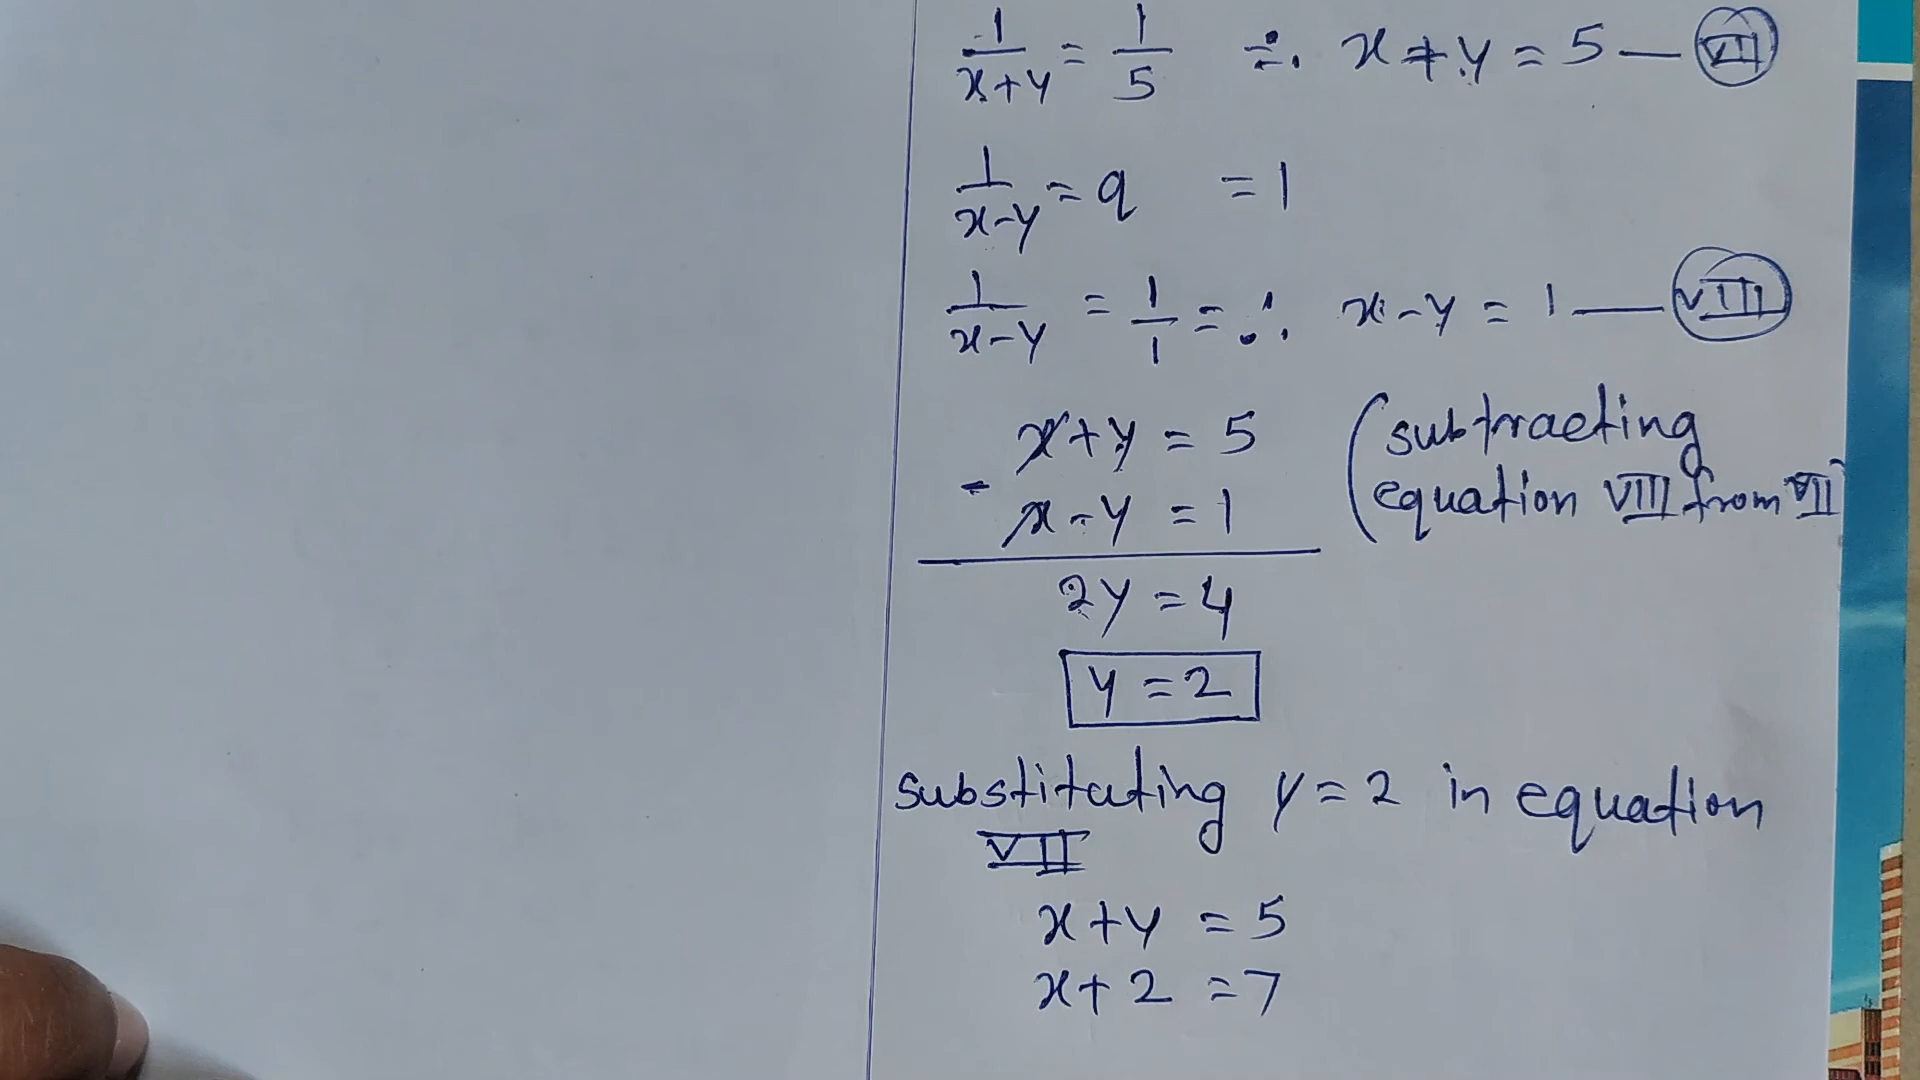 1/(x+y) = 1/5 ∴ x+y = 5 — VII
1/(x-y) = q = 1
1/(x-y) = 1/1 = ∴ x-y = 1 — VIII
x+y = 5 (subtracting
- x-y = 1 equation VIII from VII
2y = 4
y = 2
substituting y = 2 in equation
VII
x+y = 5
x+2 = 7